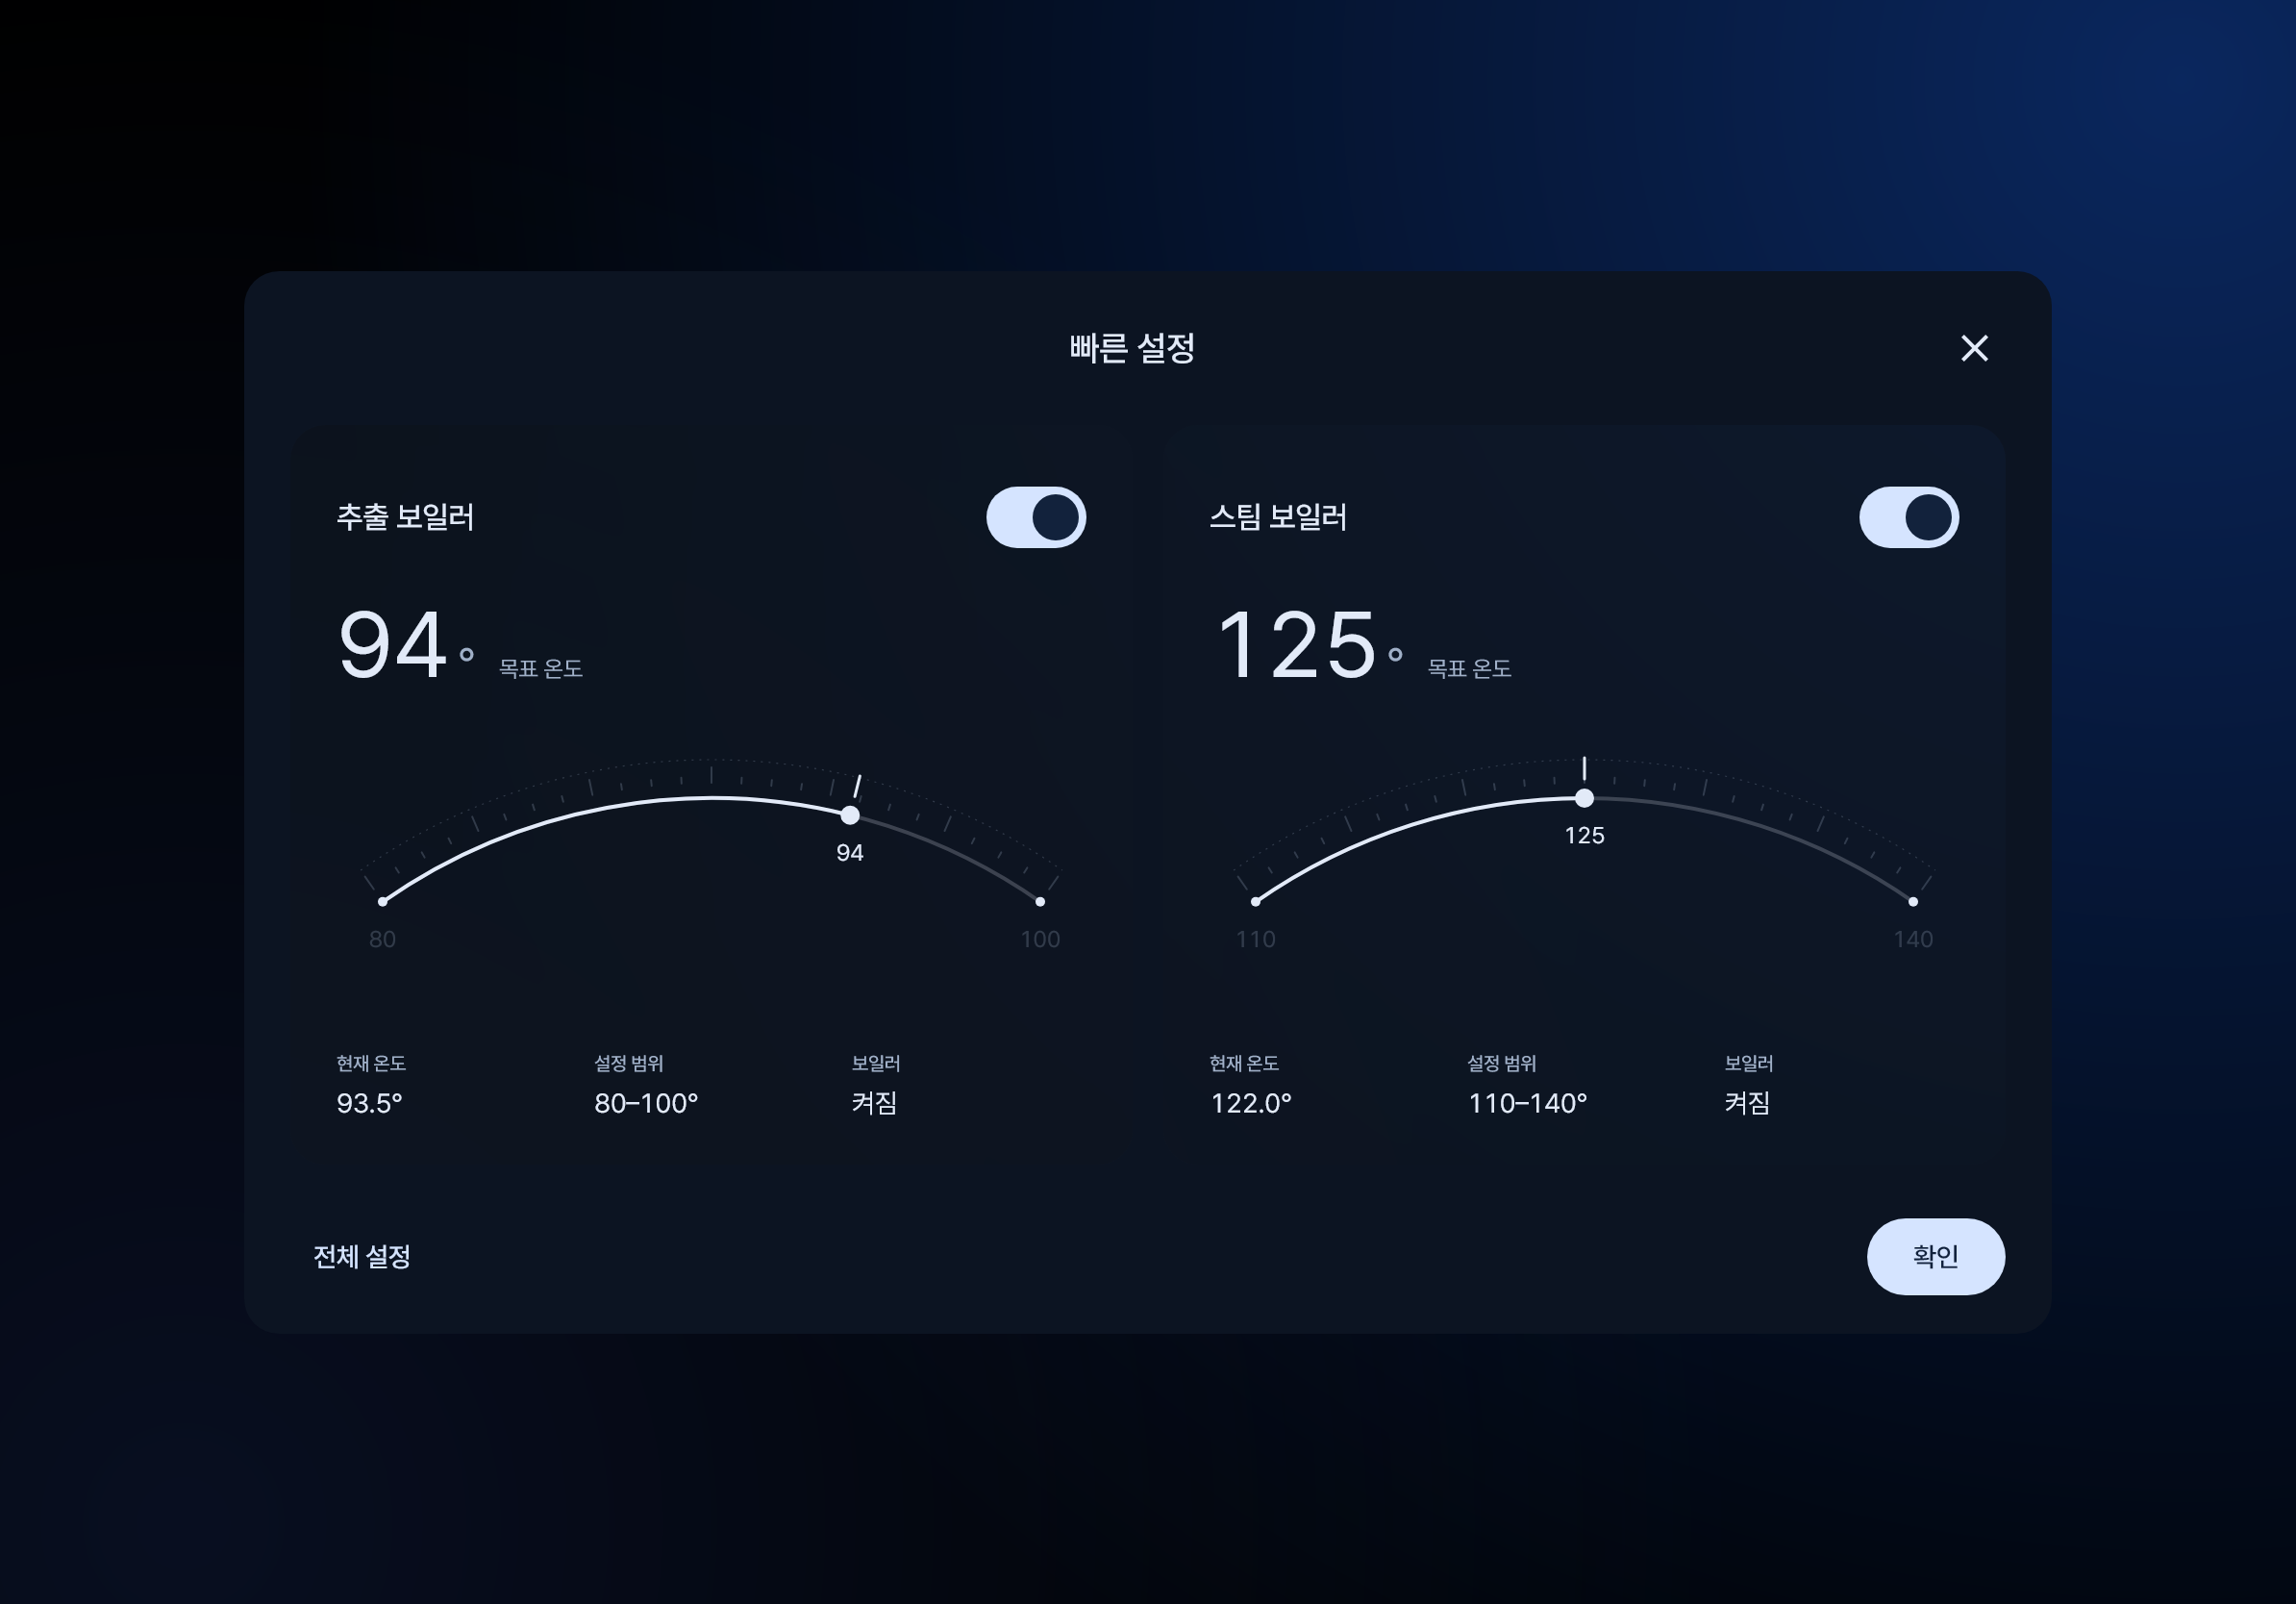 빠른 설정
추출 보일러
94° 목표 온도
94
80 100
현재 온도 설정 범위 보일러
93.5° 80–100° 켜짐
스팀 보일러
125° 목표 온도
125
110 140
현재 온도 설정 범위 보일러
122.0° 110–140° 켜짐
전체 설정
확인